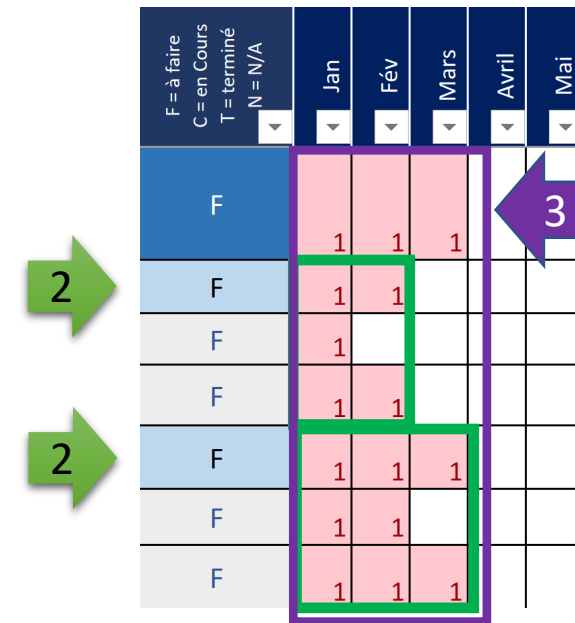 F = à faire
C = en Cours
T = terminé
N = N/A
Jan Fév Mars Avril Mai
F 1 1 1 3
2 F 1 1
F 1
F 1 1
2 F 1 1 1
F 1 1
F 1 1 1